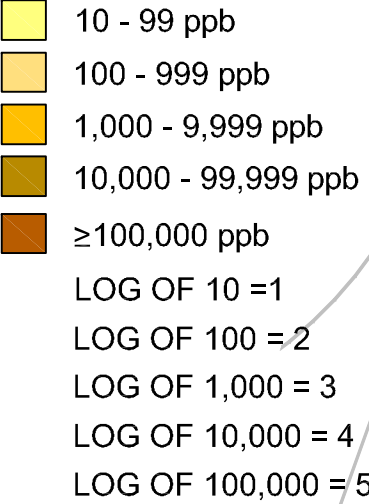 10 - 99 ppb
100 - 999 ppb
1,000 - 9,999 ppb
10,000 - 99,999 ppb
≥100,000 ppb
LOG OF 10 =1
LOG OF 100 = 2
LOG OF 1,000 = 3
LOG OF 10,000 = 4
LOG OF 100,000 = 5